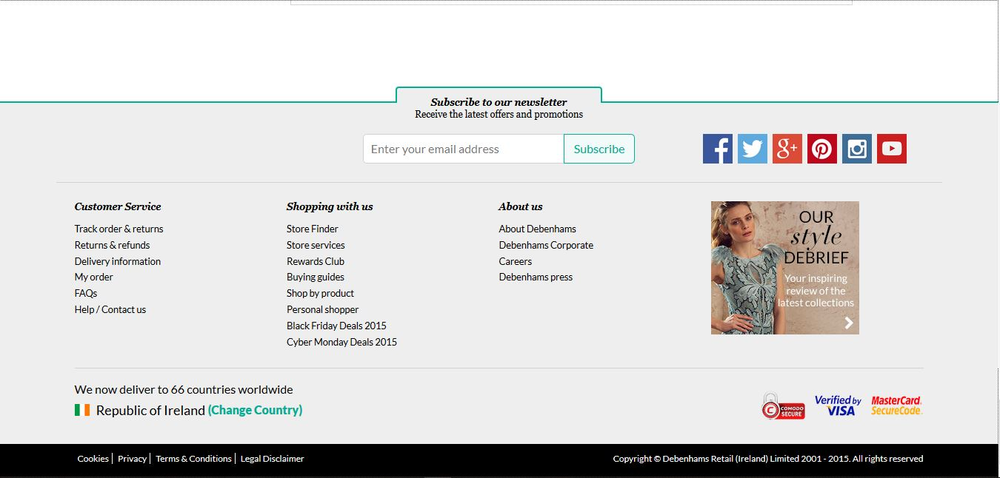 Subscribe to our newsletter
Receive the latest offers and promotions
Enter your email address
Subscribe
f
g+
Customer Service
Track order & returns
Returns & refunds
Delivery information
My order
FAQs
Help / Contact us
Shopping with us
Store Finder
Store services
Rewards Club
Buying guides
Shop by product
Personal shopper
Black Friday Deals 2015
Cyber Monday Deals 2015
About us
About Debenhams
Debenhams Corporate
Careers
Debenhams press
OUR
style
DEBRIEF
Your inspiring
review of the
latest collections
We now deliver to 66 countries worldwide
Republic of Ireland (Change Country)
C COMODO
SECURE
Verified by
VISA
MasterCard.
SecureCode.
Cookies | Privacy | Terms & Conditions | Legal Disclaimer
Copyright © Debenhams Retail (Ireland) Limited 2001 - 2015. All rights reserved